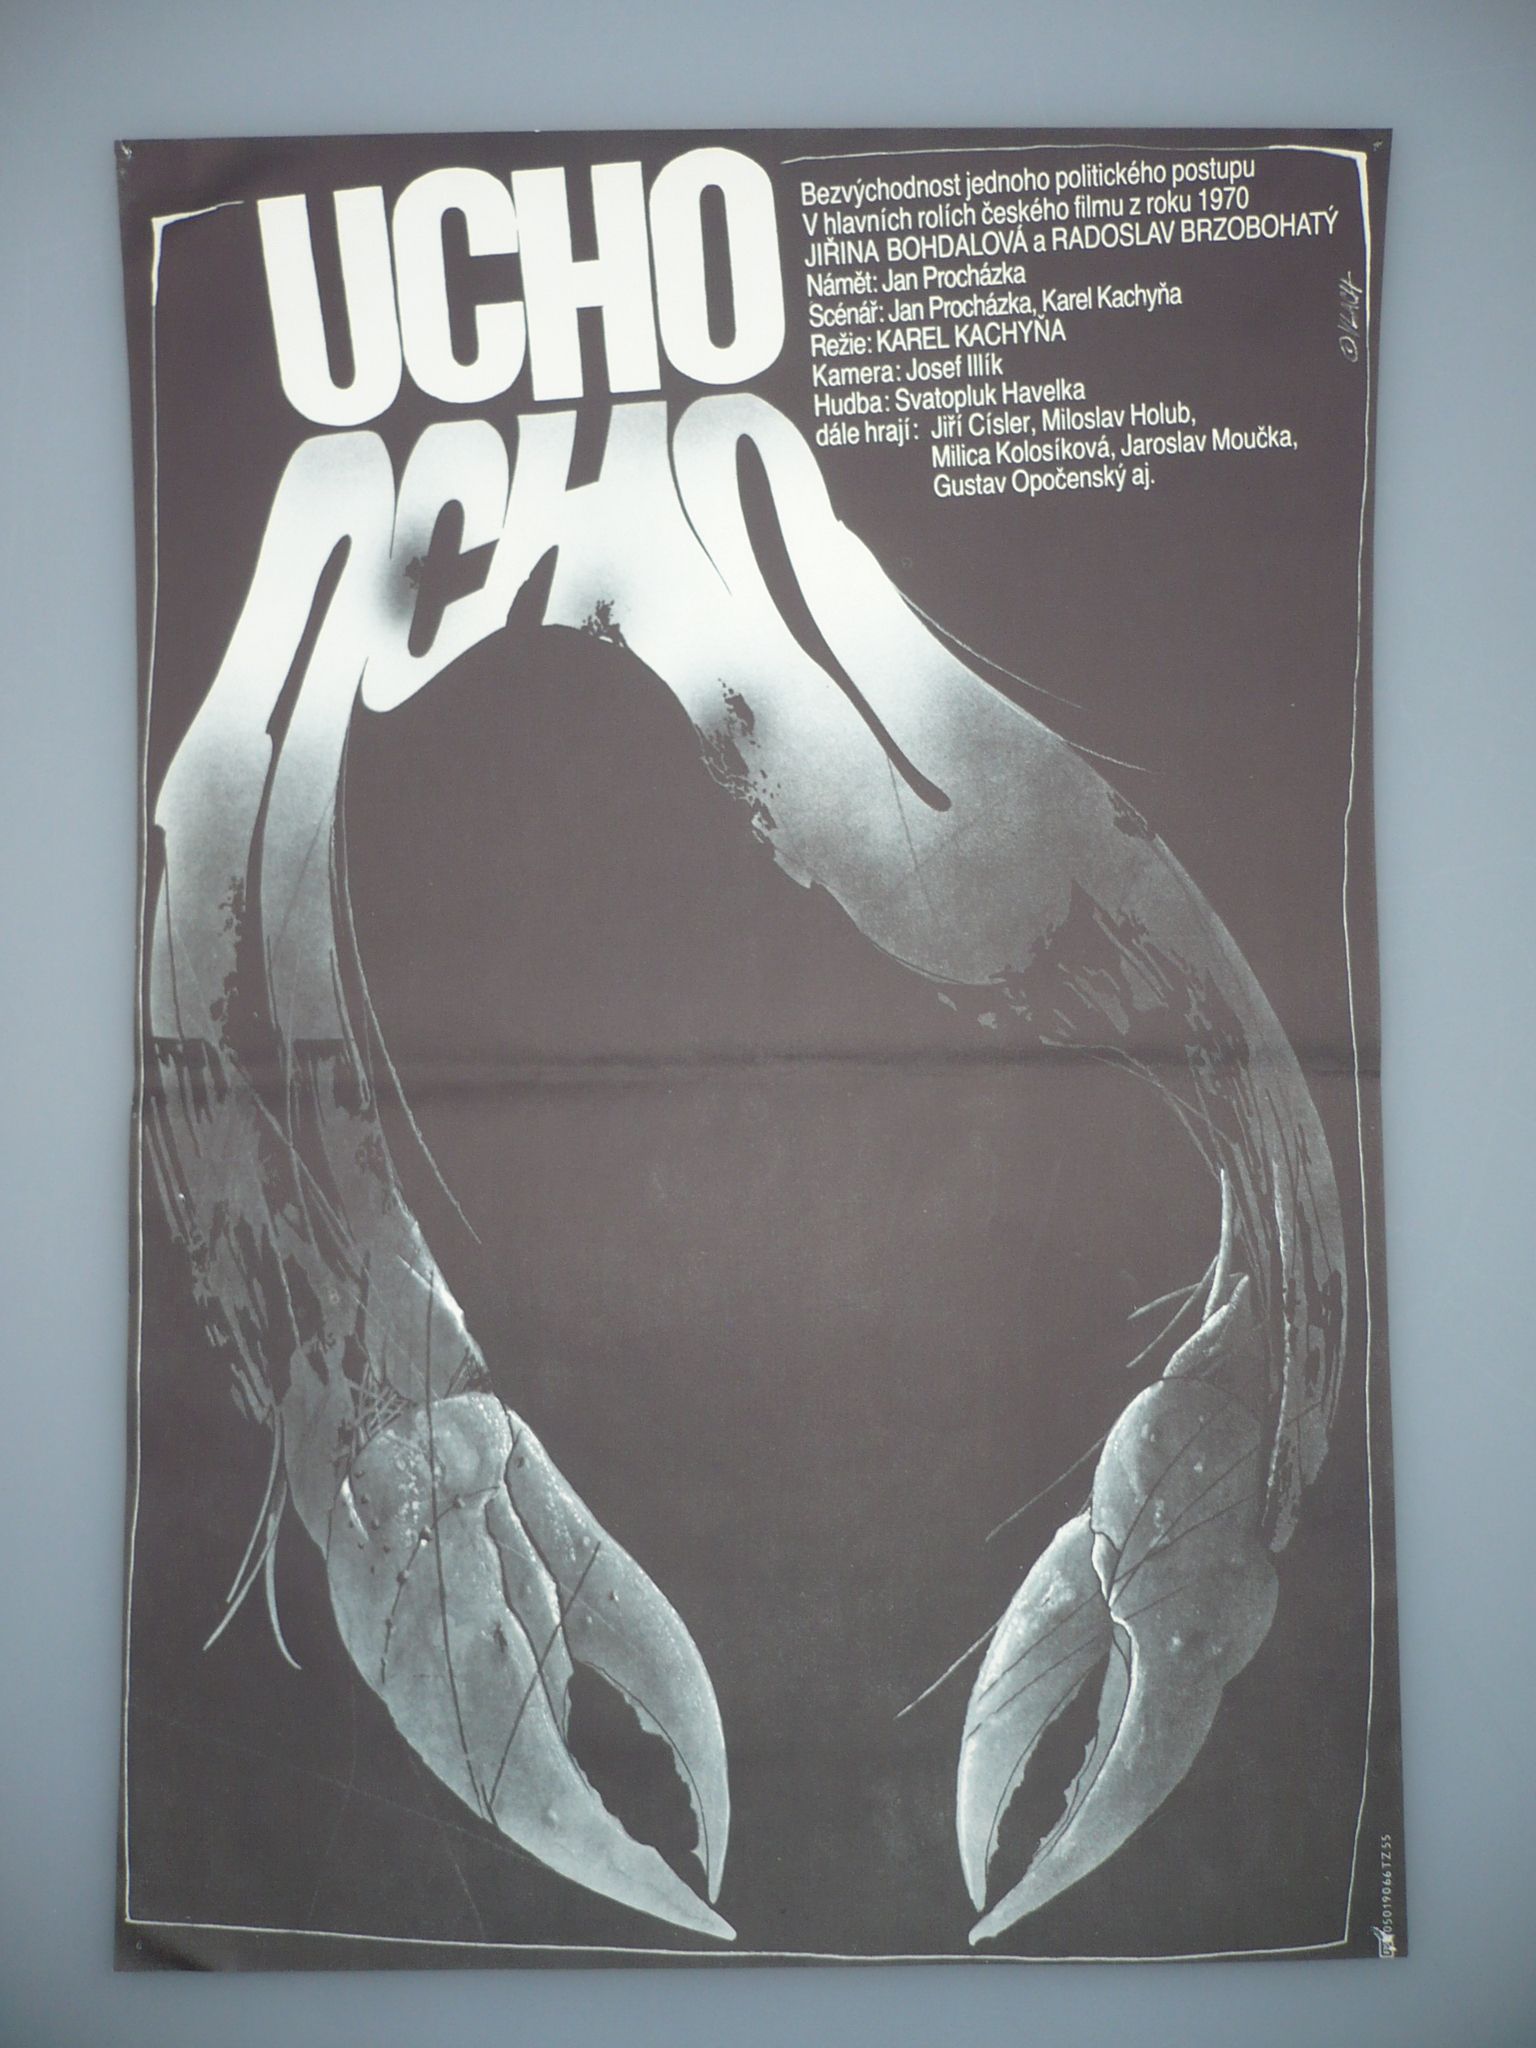 UCHO
Bezvýchodnost jednoho politického postupu
V hlavních rolích českého filmu z roku 1970
JIŘINA BOHDALOVÁ a RADOSLAV BRZOBOHATÝ
Námět: Jan Procházka
Scénář: Jan Procházka, Karel Kachyňa
Režie: KAREL KACHYŇA
Kamera: Josef Illík
Hudba: Svatopluk Havelka
dále hrají: Jiří Císler, Miloslav Holub,
Milica Kolosíková, Jaroslav Moučka,
Gustav Opočenský aj.
© VLACH
05019066TZ55